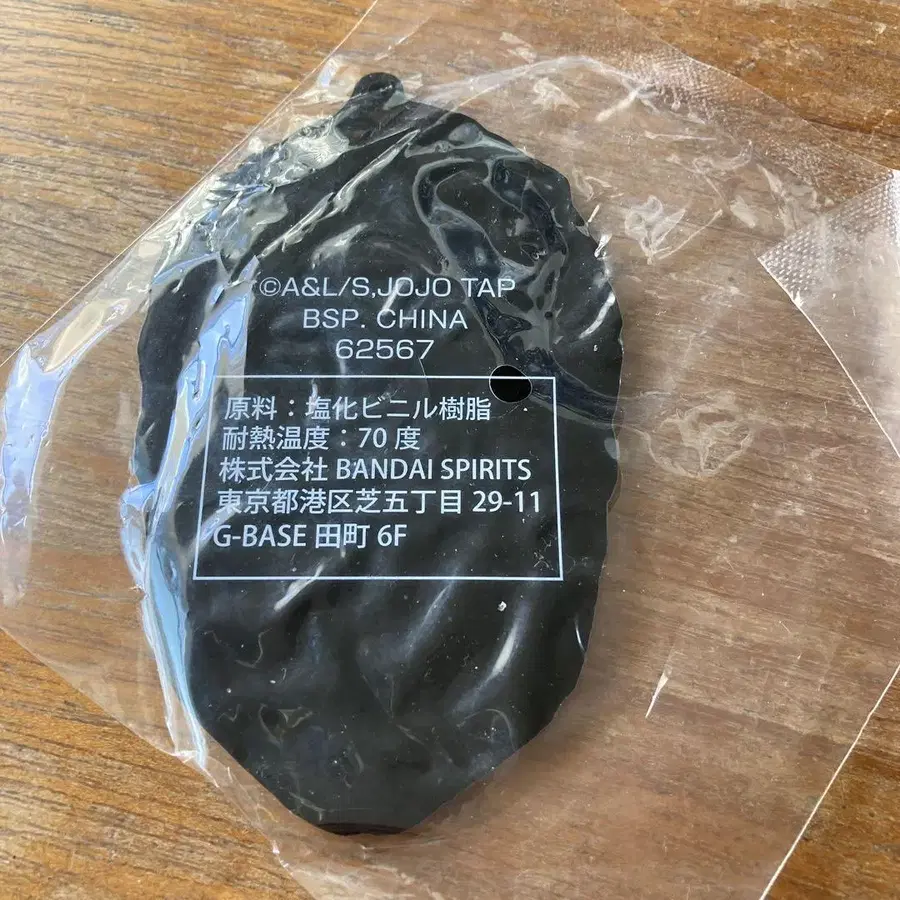 ©A&L/S,JOJO TAP
BSP. CHINA
62567
原料：塩化ビニル樹脂
耐熱温度：70 度
株式会社 BANDAI SPIRITS
東京都港区芝五丁目 29-11
G-BASE 田町 6F